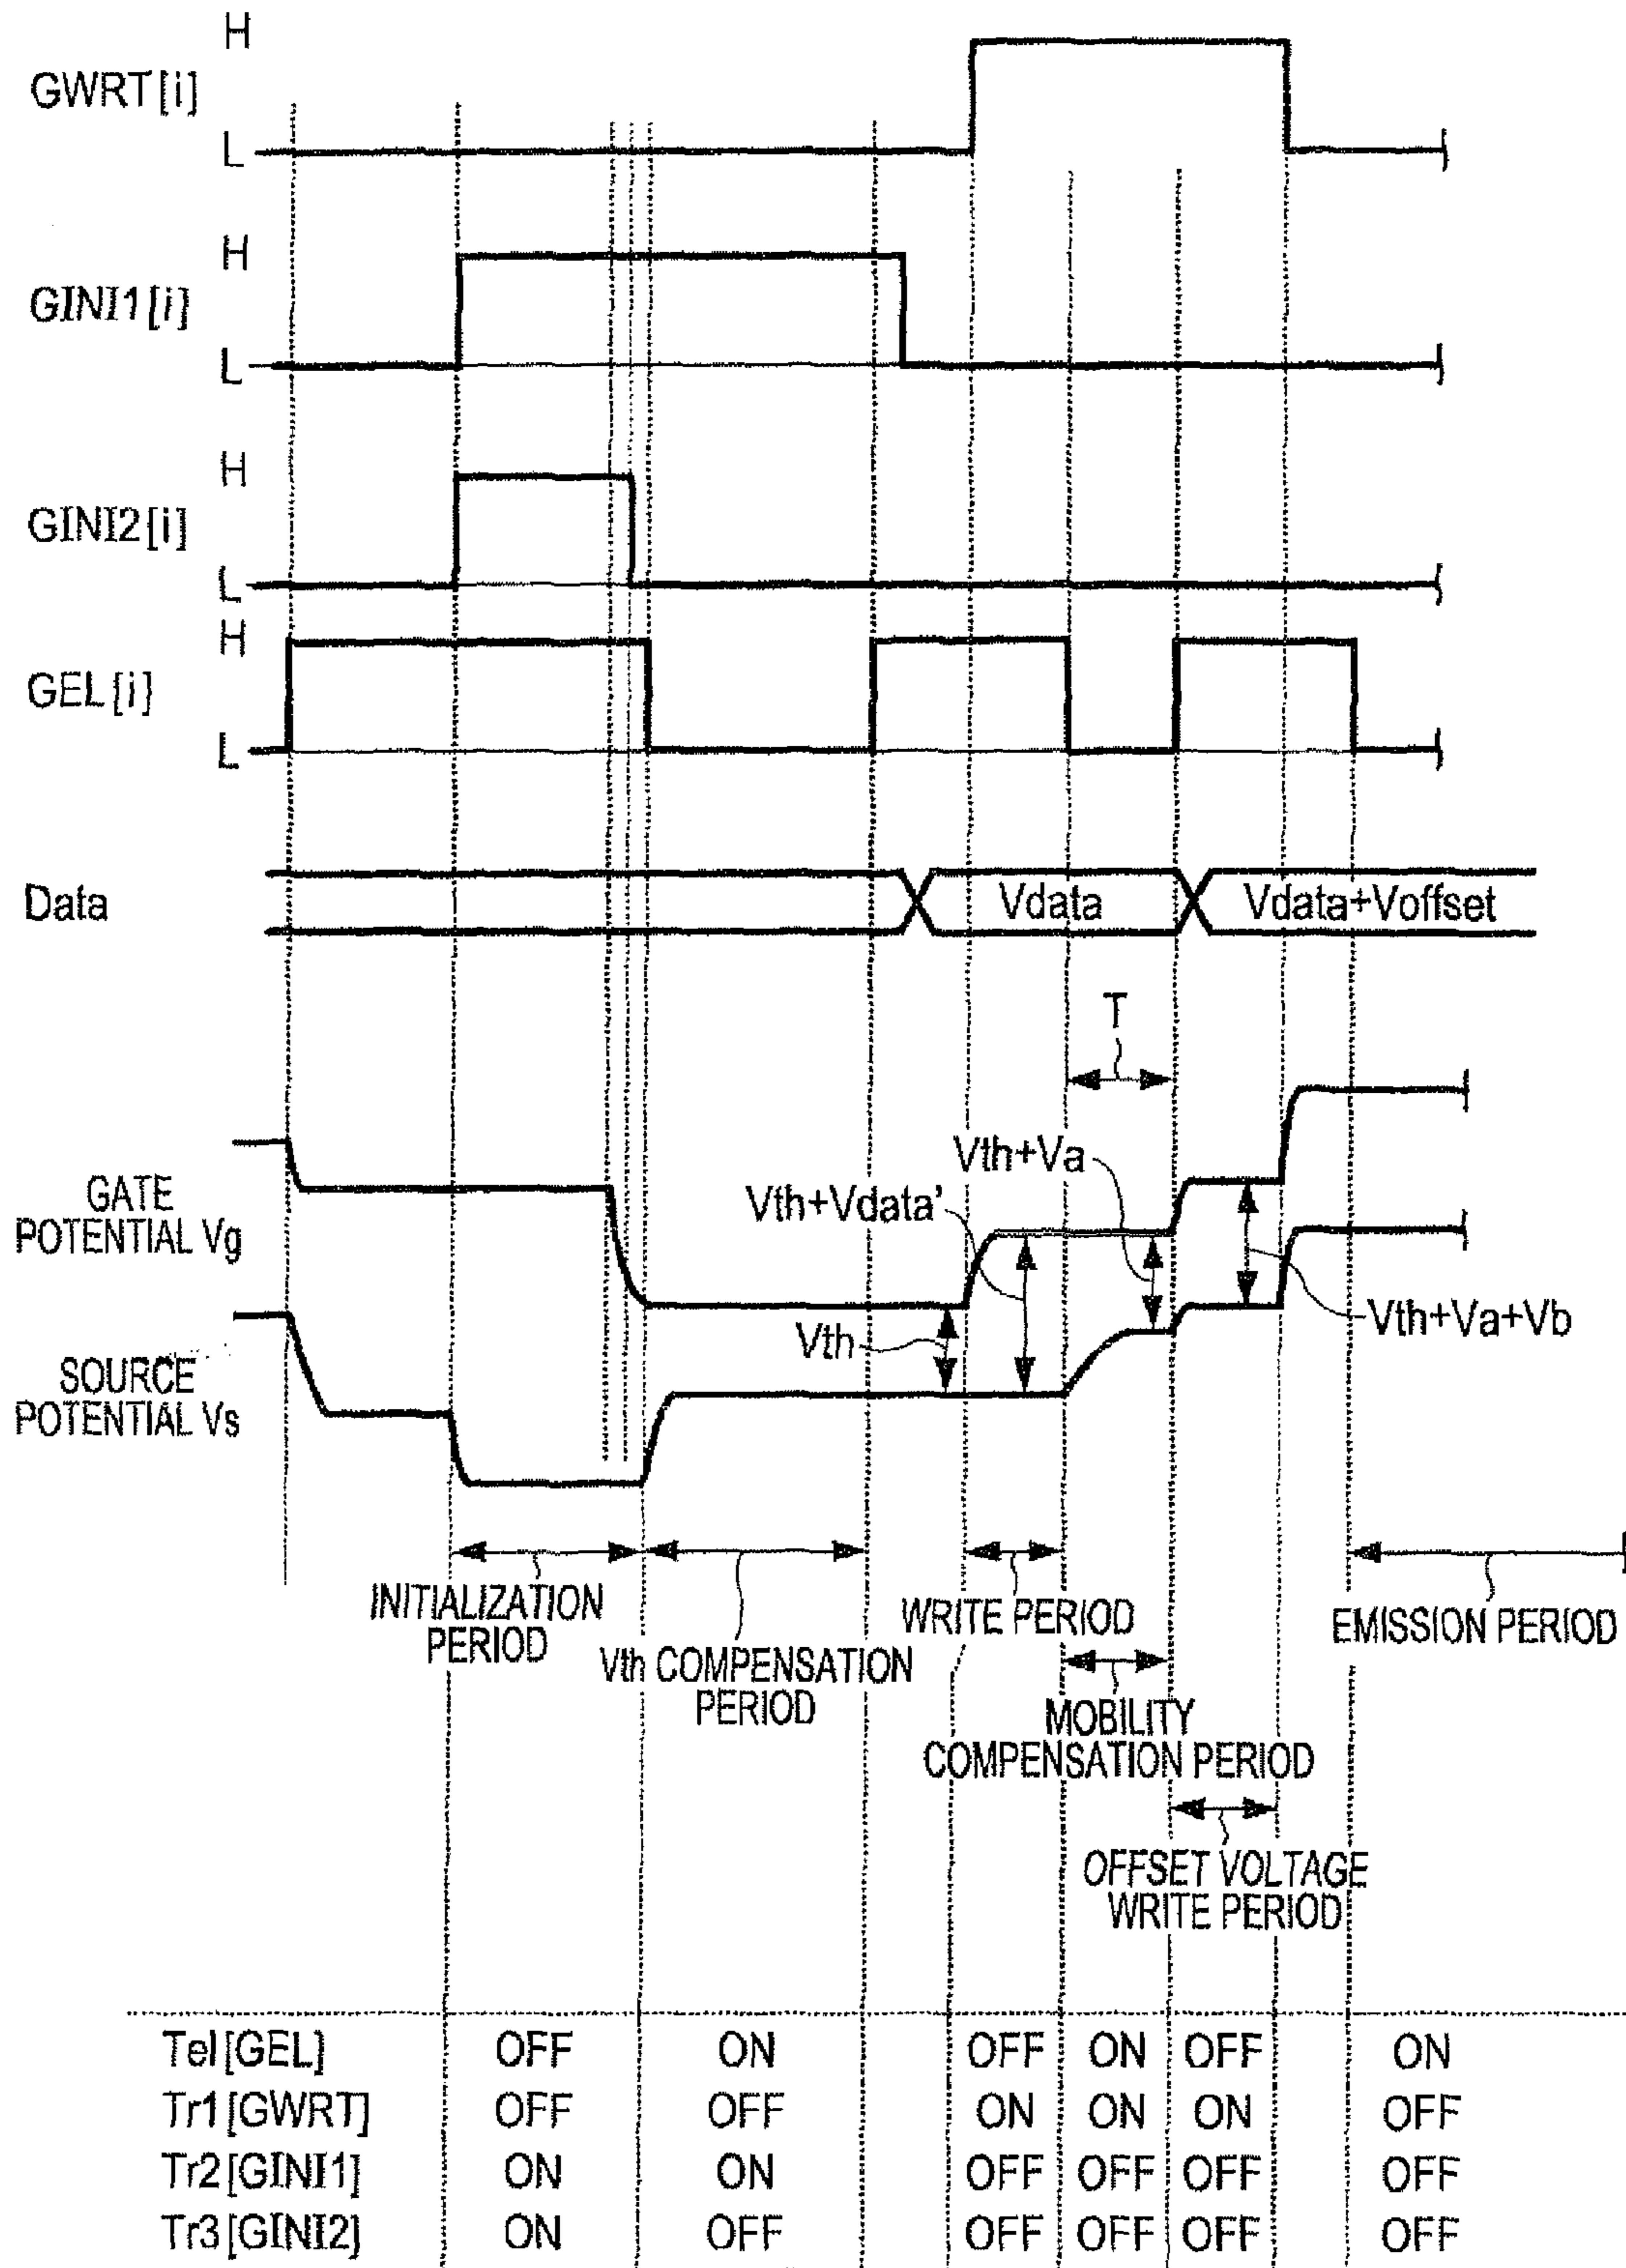 H
GWRT[i]
L
H
GINI1[i]
L
H
GINI2[i]
L
H
GEL[i]
L
Data
Vdata
Vdata+Voffset
T
Vth+Va
Vth+Vdata'
GATE
POTENTIAL Vg
Vth
Vth+Va+Vb
SOURCE
POTENTIAL Vs
INITIALIZATION
PERIOD
Vth COMPENSATION
PERIOD
WRITE PERIOD
EMISSION PERIOD
MOBILITY
COMPENSATION PERIOD
OFFSET VOLTAGE
WRITE PERIOD
Tel[GEL] OFF ON OFF ON OFF ON
Tr1[GWRT] OFF OFF ON ON ON OFF
Tr2[GINI1] ON ON OFF OFF OFF OFF
Tr3[GINI2] ON OFF OFF OFF OFF OFF